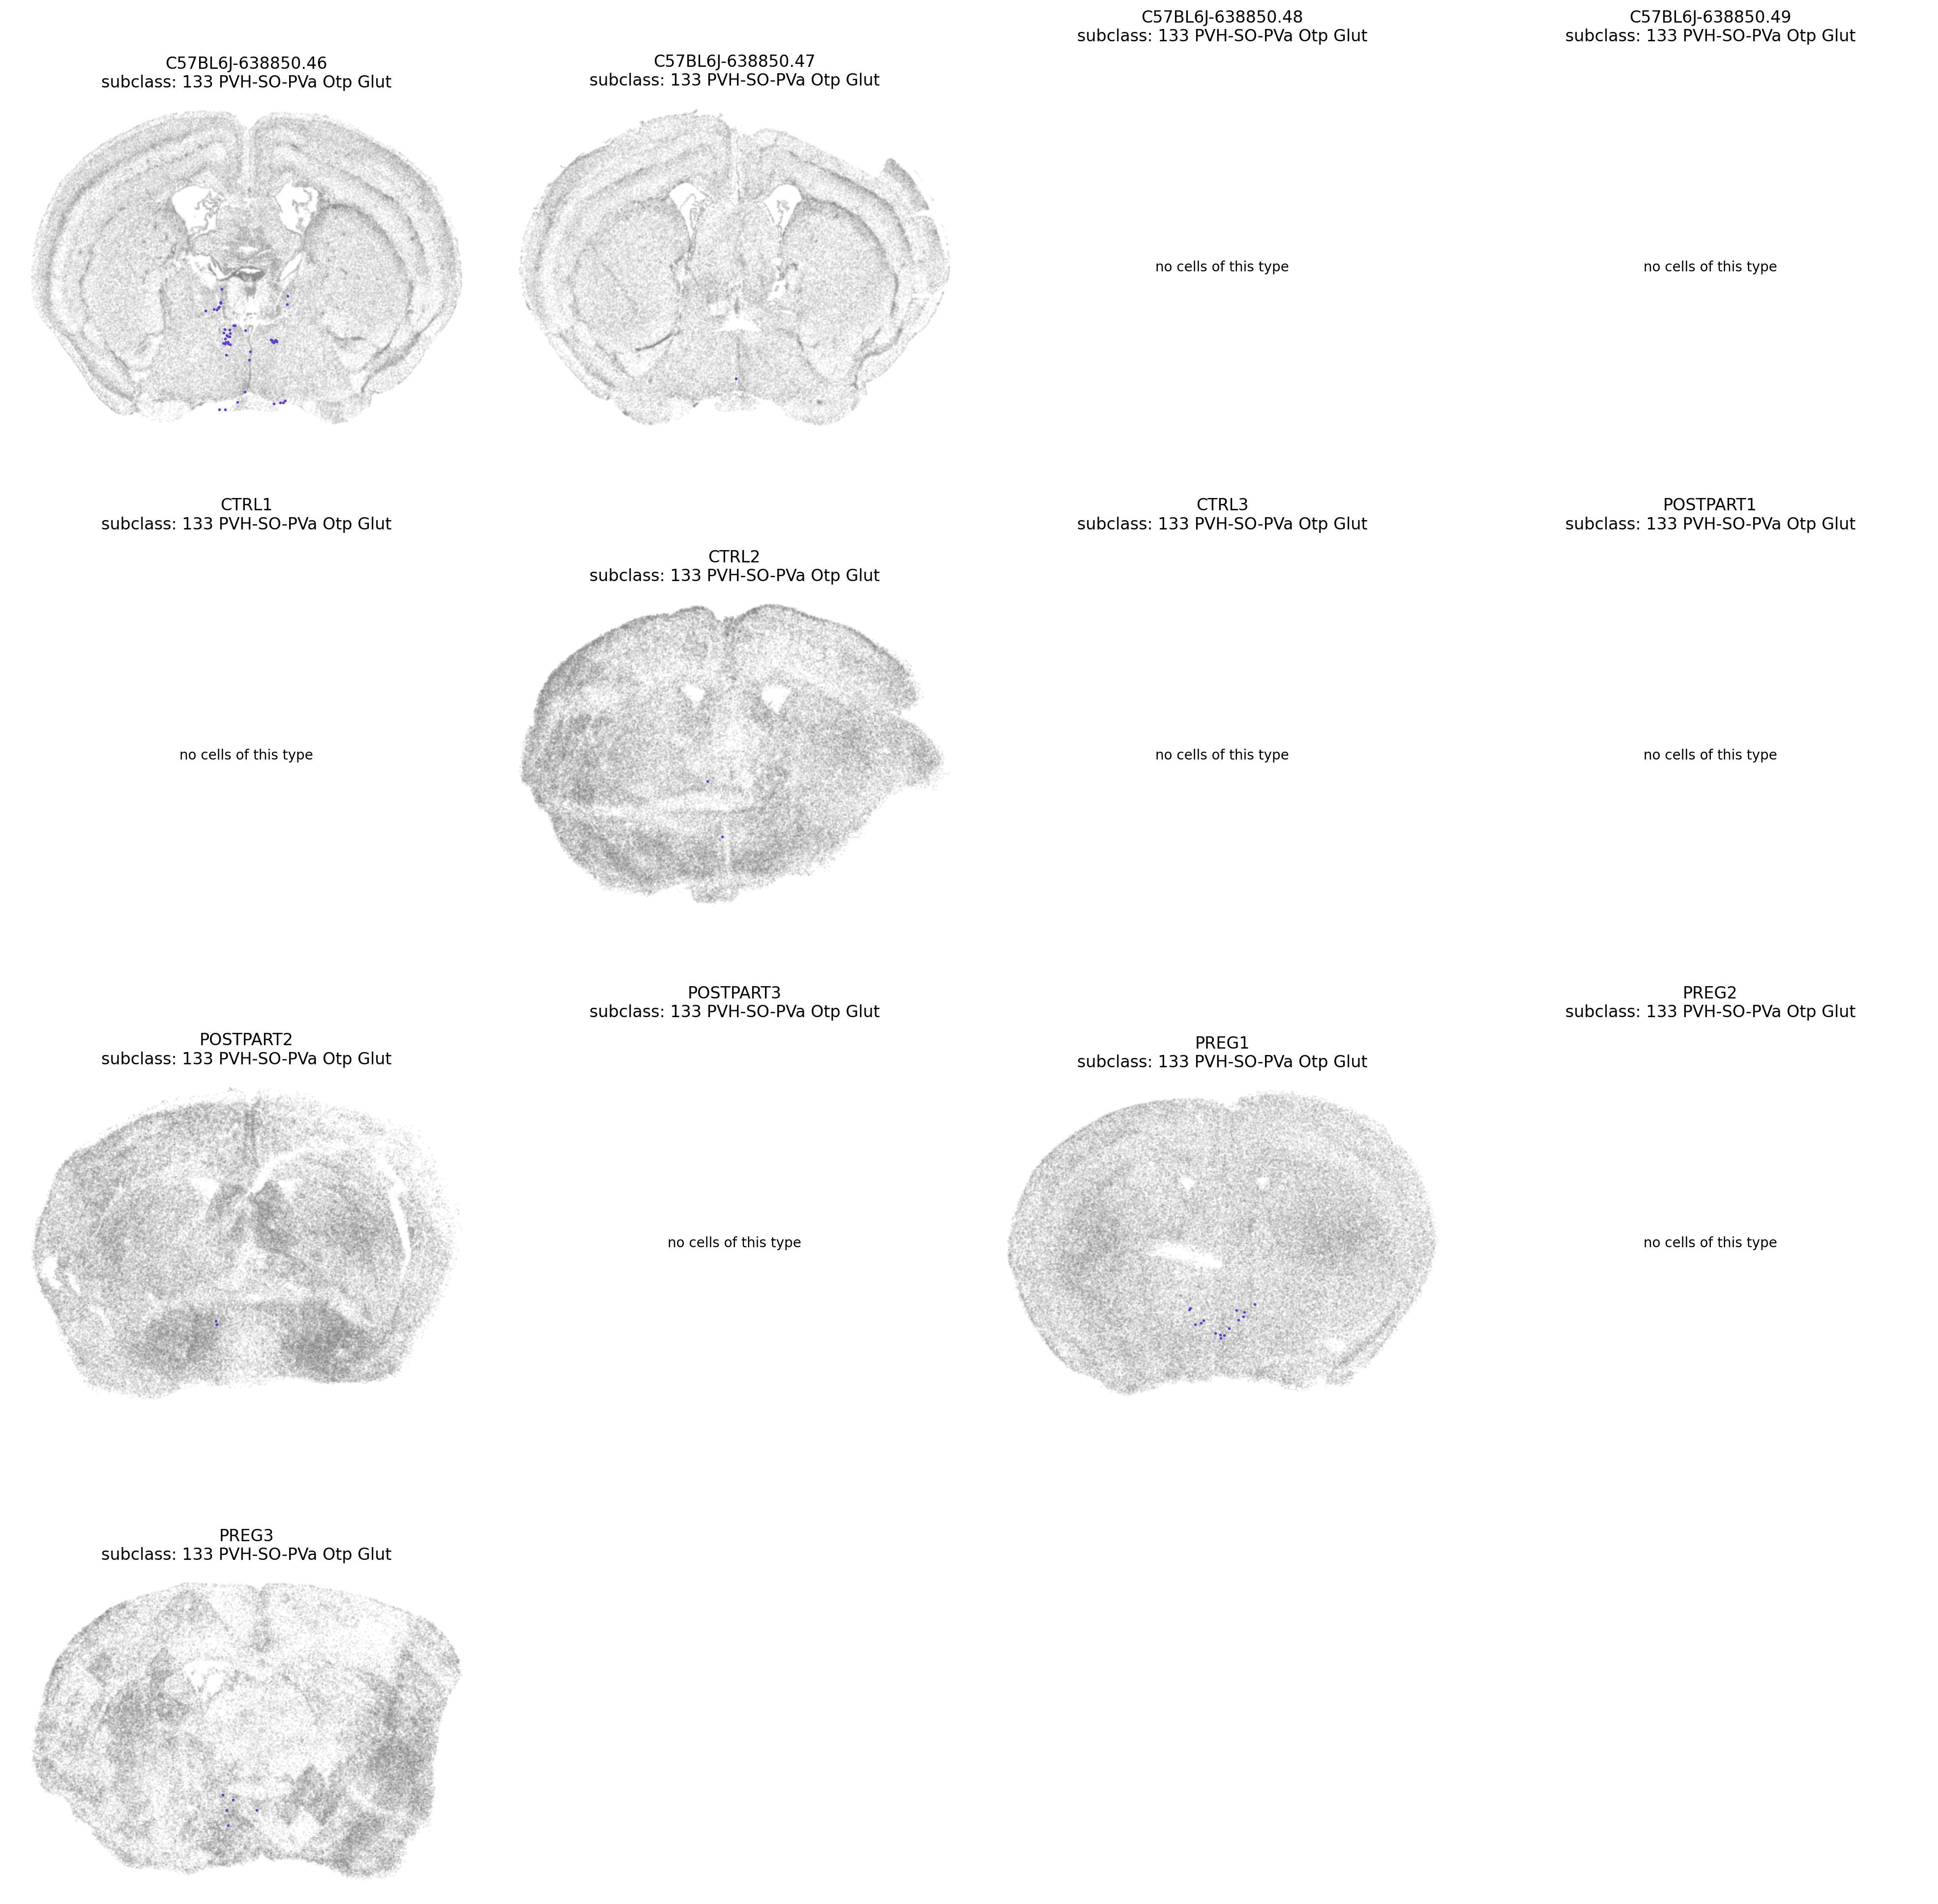 C57BL6J-638850.46
subclass: 133 PVH-SO-PVa Otp Glut
C57BL6J-638850.47
subclass: 133 PVH-SO-PVa Otp Glut
C57BL6J-638850.48
subclass: 133 PVH-SO-PVa Otp Glut
no cells of this type
C57BL6J-638850.49
subclass: 133 PVH-SO-PVa Otp Glut
no cells of this type
CTRL1
subclass: 133 PVH-SO-PVa Otp Glut
no cells of this type
CTRL2
subclass: 133 PVH-SO-PVa Otp Glut
CTRL3
subclass: 133 PVH-SO-PVa Otp Glut
no cells of this type
POSTPART1
subclass: 133 PVH-SO-PVa Otp Glut
no cells of this type
POSTPART2
subclass: 133 PVH-SO-PVa Otp Glut
POSTPART3
subclass: 133 PVH-SO-PVa Otp Glut
no cells of this type
PREG1
subclass: 133 PVH-SO-PVa Otp Glut
PREG2
subclass: 133 PVH-SO-PVa Otp Glut
no cells of this type
PREG3
subclass: 133 PVH-SO-PVa Otp Glut